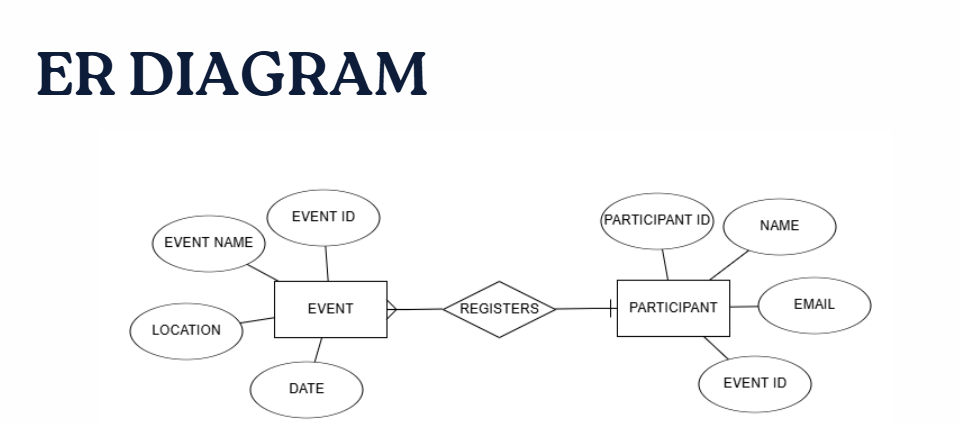 ER DIAGRAM
EVENT ID
PARTICIPANT ID
NAME
EVENT NAME
EVENT
REGISTERS
PARTICIPANT
EMAIL
LOCATION
DATE
EVENT ID